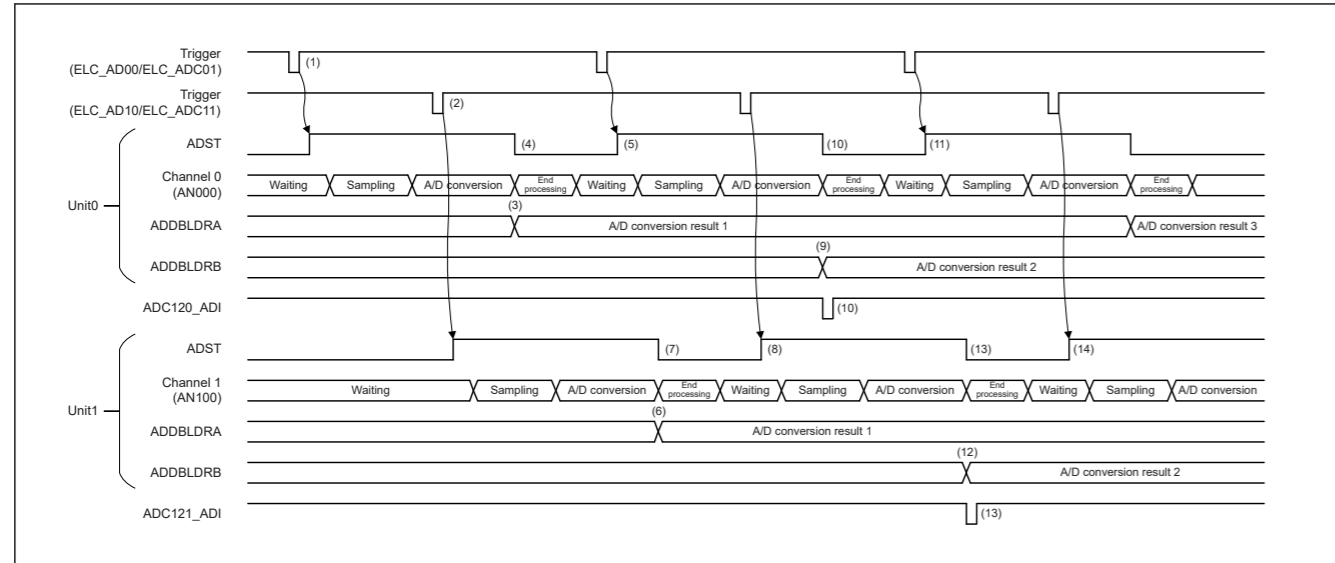 Trigger
(ELC_AD00/ELC_ADC01)
(1)
Trigger
(ELC_AD10/ELC_ADC11)
(2)
Unit0
ADST
(4)
(5)
(10)
(11)
Channel 0
(AN000)
Waiting
Sampling
A/D conversion
End
processing
Waiting
Sampling
A/D conversion
End
processing
Waiting
Sampling
A/D conversion
End
processing
(3)
ADDBLDRA
A/D conversion result 1
A/D conversion result 3
(9)
ADDBLDRB
A/D conversion result 2
ADC120_ADI
(10)
Unit1
ADST
(7)
(8)
(13)
(14)
Channel 1
(AN100)
Waiting
Sampling
A/D conversion
End
processing
Waiting
Sampling
A/D conversion
End
processing
Waiting
Sampling
A/D conversion
(6)
ADDBLDRA
A/D conversion result 1
(12)
ADDBLDRB
A/D conversion result 2
ADC121_ADI
(13)